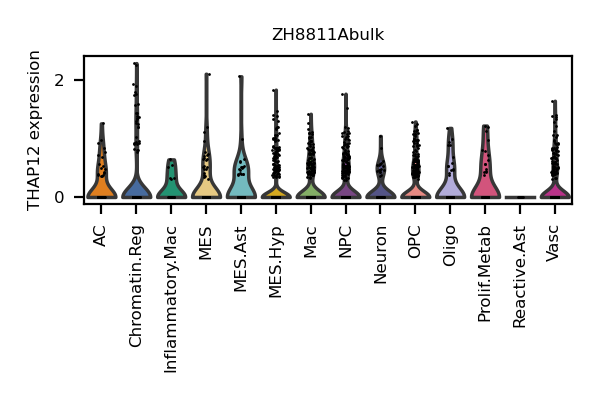 ZH8811Abulk
THAP12 expression
2
0
AC
Chromatin.Reg
Inflammatory.Mac
MES
MES.Ast
MES.Hyp
Mac
NPC
Neuron
OPC
Oligo
Prolif.Metab
Reactive.Ast
Vasc